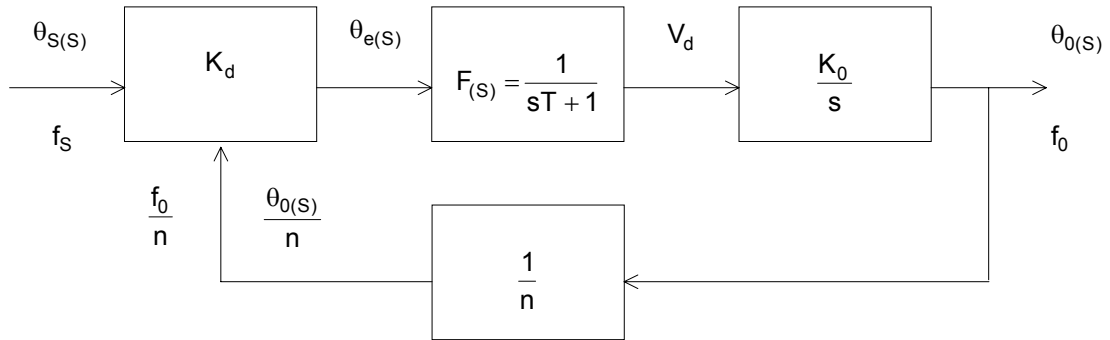 θS(S)
Kd
θe(S)
F(S) = 1/(sT + 1)
Vd
K0/s
θ0(S)
fS
f0
f0/n
θ0(S)/n
1/n